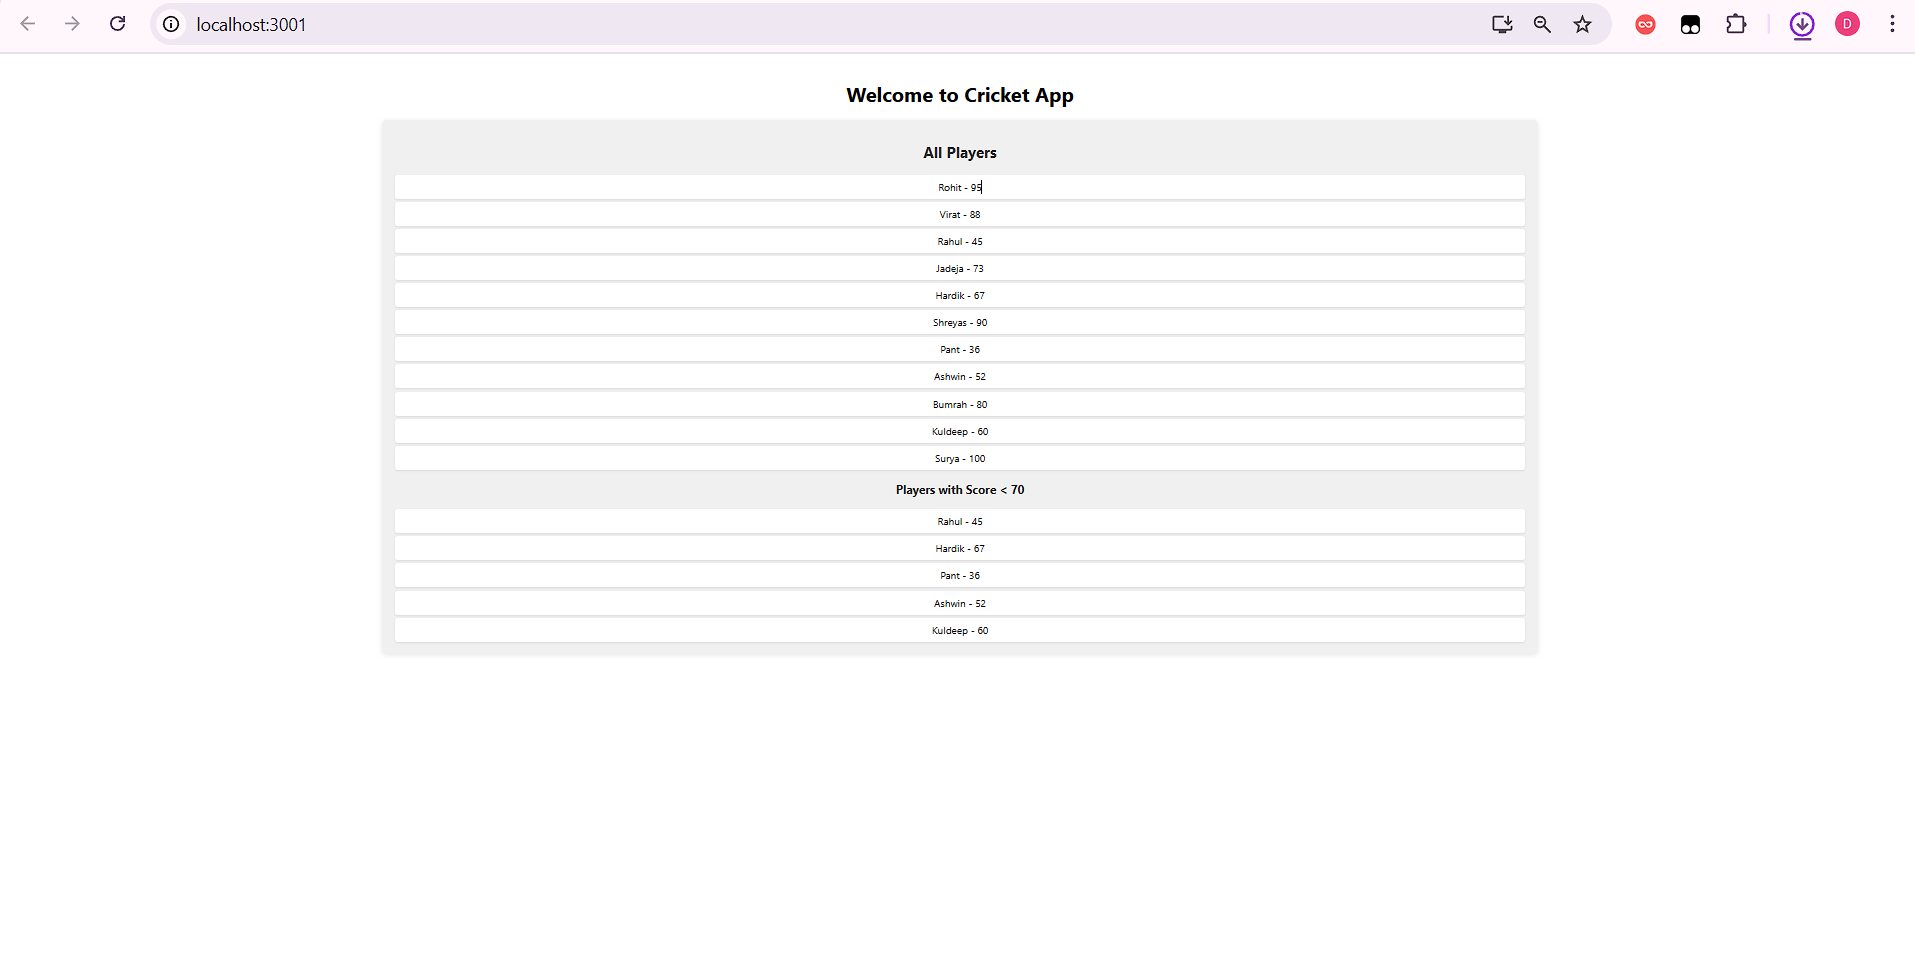 localhost:3001
D
Welcome to Cricket App
All Players
Rohit - 95
Virat - 88
Rahul - 45
Jadeja - 73
Hardik - 67
Shreyas - 90
Pant - 36
Ashwin - 52
Bumrah - 80
Kuldeep - 60
Surya - 100
Players with Score < 70
Rahul - 45
Hardik - 67
Pant - 36
Ashwin - 52
Kuldeep - 60